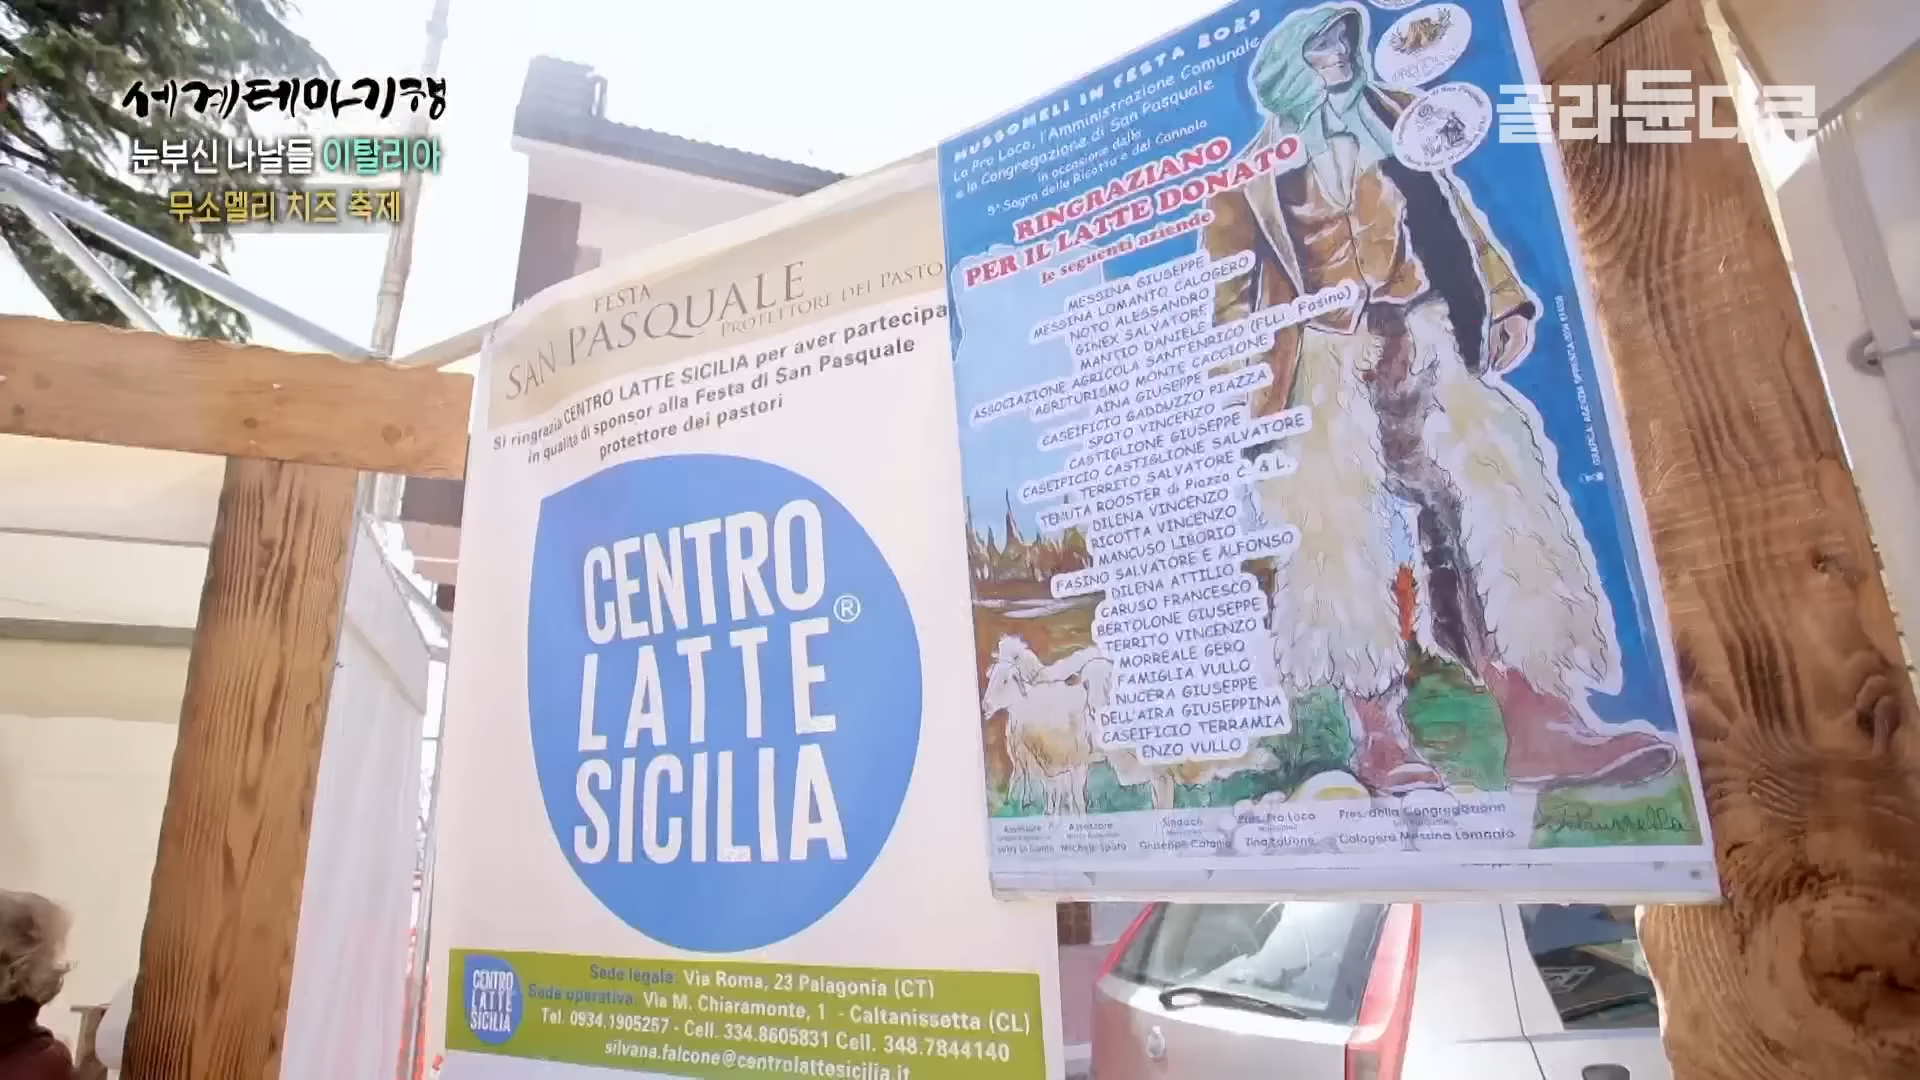 세계테마기행
눈부신 나날들 이탈리아
무소멜리 치즈 축제
골라듄다큐
FESTA
SAN PASQUALE
PROTETTORE DEI PASTO
Si ringrazia CENTRO LATTE SICILIA per aver partecipa
in qualità di sponsor alla Festa di San Pasquale
protettore dei pastori
CENTRO
LATTE
SICILIA
®
CENTRO
LATTE
SICILIA
Sede legale: Via Roma, 23 Palagonia (CT)
Sede operativa: Via M. Chiaramonte, 1 - Caltanissetta (CL)
Tel. 0934.1905257 - Cell. 334.8605831 Cell. 348.7844140
silvana.falcone@centrolattesicilia.it
MUSSOMELI IN FESTA 2023
La Pro Loco, l'Amministrazione Comunale
e la Congregazione di San Pasquale
in occasione della
9ª Sagra della Ricotta e del Cannolo
RINGRAZIANO
PER IL LATTE DONATO
le seguenti aziende
MESSINA GIUSEPPE
MESSINA LOMANTO CALOGERO
NOTO ALESSANDRO
GINEX SALVATORE
MANTIO DANIELE
ASSOCIAZIONE AGRICOLA SANT'ENRICO (FLLI. Fasino)
AGRITURISMO MONTE CACCIONE
AINA GIUSEPPE
CASEIFICIO GADDUZZO PIAZZA
SPOTO VINCENZO
CASTIGLIONE GIUSEPPE
CASEIFICIO CASTIGLIONE SALVATORE
TERRITO SALVATORE
TENUTA ROOSTER di Piazza C. & L.
DILENA VINCENZO
RICOTTA VINCENZO
MANCUSO LIBORIO
FASINO SALVATORE E ALFONSO
DILENA ATTILIO
CARUSO FRANCESCO
BERTOLONE GIUSEPPE
TERRITO VINCENZO
MORREALE GERO
FAMIGLIA VULLO
NUCERA GIUSEPPE
DELL'AIRA GIUSEPPINA
CASEIFICIO TERRAMIA
ENZO VULLO
Assessore
Assessore
Michele Spoto
Sindaco
Giuseppe Catania
Pres. Pro Loco
Pres. della Congregazione
Calogero Messina Lomanto